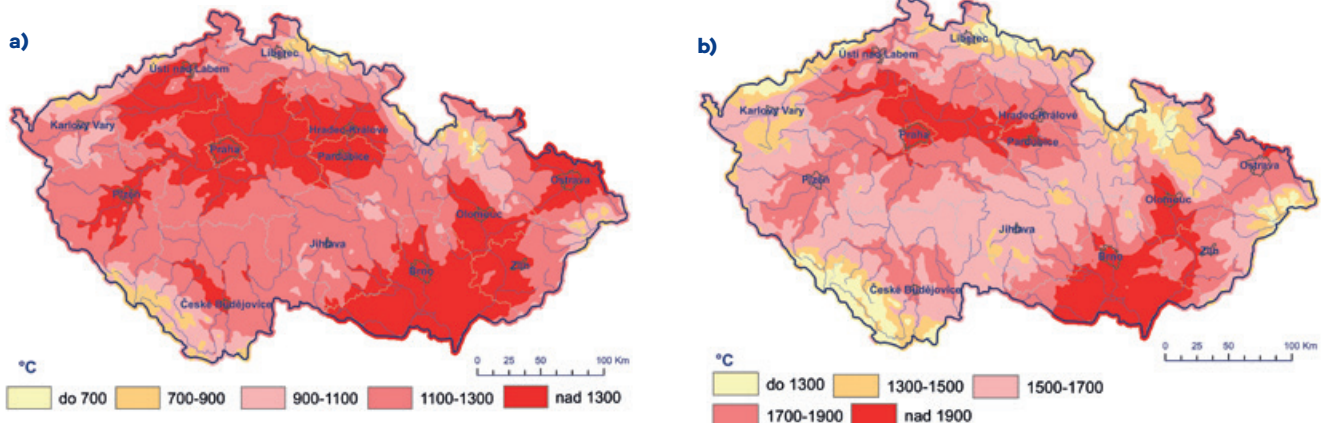 a)
Liberec
Ústí nad Labem
Karlovy Vary
Hradec Králové
Praha
Pardubice
Plzeň
Ostrava
Olomouc
Jihlava
Brno
Zlín
České Budějovice
0 25 50 100 Km
°C
do 700 700-900 900-1100 1100-1300 nad 1300
b)
Liberec
Ústí nad Labem
Karlovy Vary
Hradec Králové
Praha
Pardubice
Plzeň
Ostrava
Olomouc
Jihlava
Brno
Zlín
České Budějovice
0 25 50 100 Km
°C
do 1300 1300-1500 1500-1700
1700-1900 nad 1900